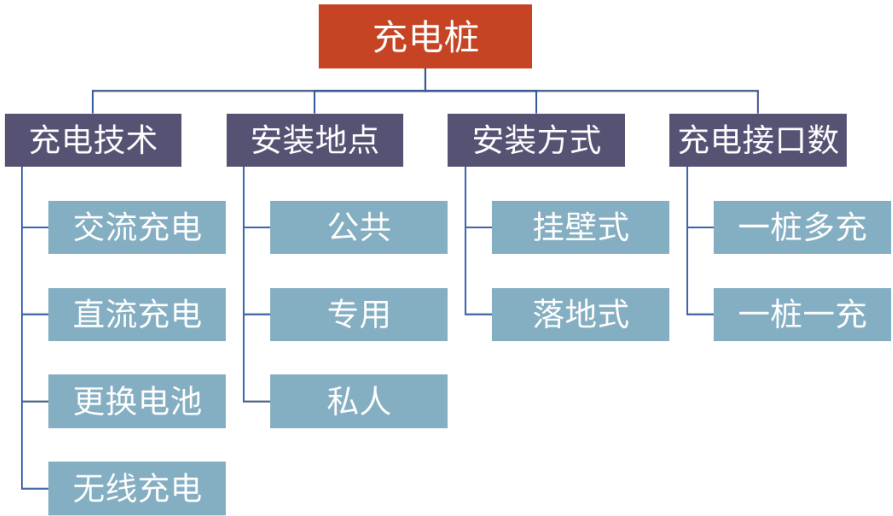 充电桩
充电技术
安装地点
安装方式
充电接口数
交流充电
公共
挂壁式
一桩多充
直流充电
专用
落地式
一桩一充
更换电池
私人
无线充电